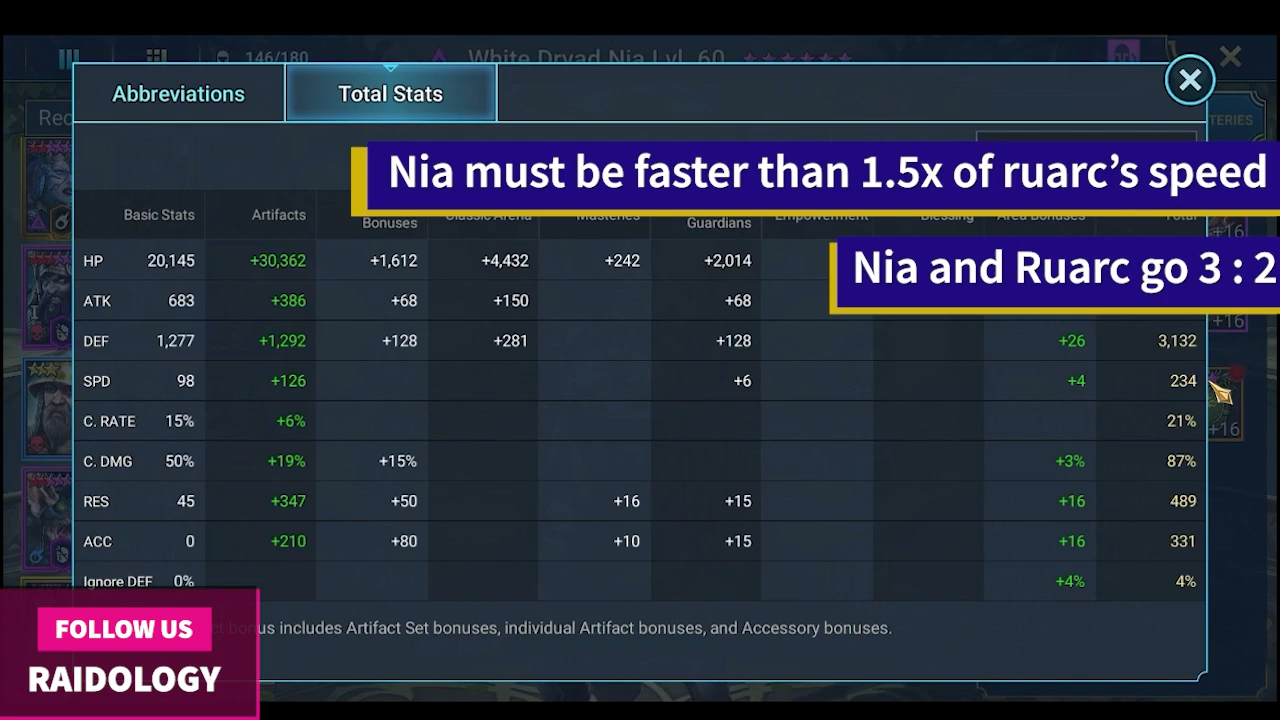 146/180 White Dryad Nia Lvl. 60
Abbreviations Total Stats
Rec TERIES
Nia must be faster than 1.5x of ruarc's speed
Basic Stats Artifacts Bonuses Classic Arena Masteries Guardians Empowerment Blessing Area Bonuses Total
+16
Nia and Ruarc go 3 : 2
HP 20,145 +30,362 +1,612 +4,432 +242 +2,014
ATK 683 +386 +68 +150 +68
+16
DEF 1,277 +1,292 +128 +281 +128 +26 3,132
SPD 98 +126 +6 +4 234
C. RATE 15% +6% 21%
+16
C. DMG 50% +19% +15% +3% 87%
RES 45 +347 +50 +16 +15 +16 489
ACC 0 +210 +80 +10 +15 +16 331
Ignore DEF 0% +4% 4%
FOLLOW US
RAIDOLOGY
ct bonus includes Artifact Set bonuses, individual Artifact bonuses, and Accessory bonuses.